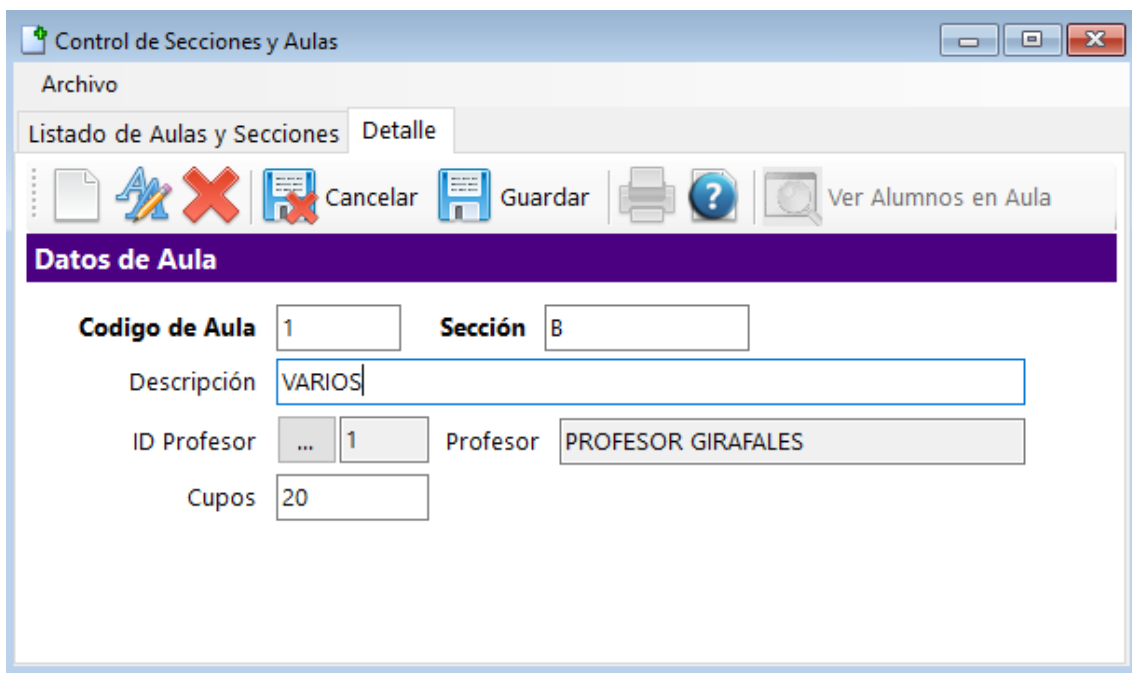 Control de Secciones y Aulas
Archivo
Listado de Aulas y Secciones Detalle
Cancelar Guardar ? Ver Alumnos en Aula
Datos de Aula
Codigo de Aula 1 Sección B
Descripción VARIOS
ID Profesor ... 1 Profesor PROFESOR GIRAFALES
Cupos 20